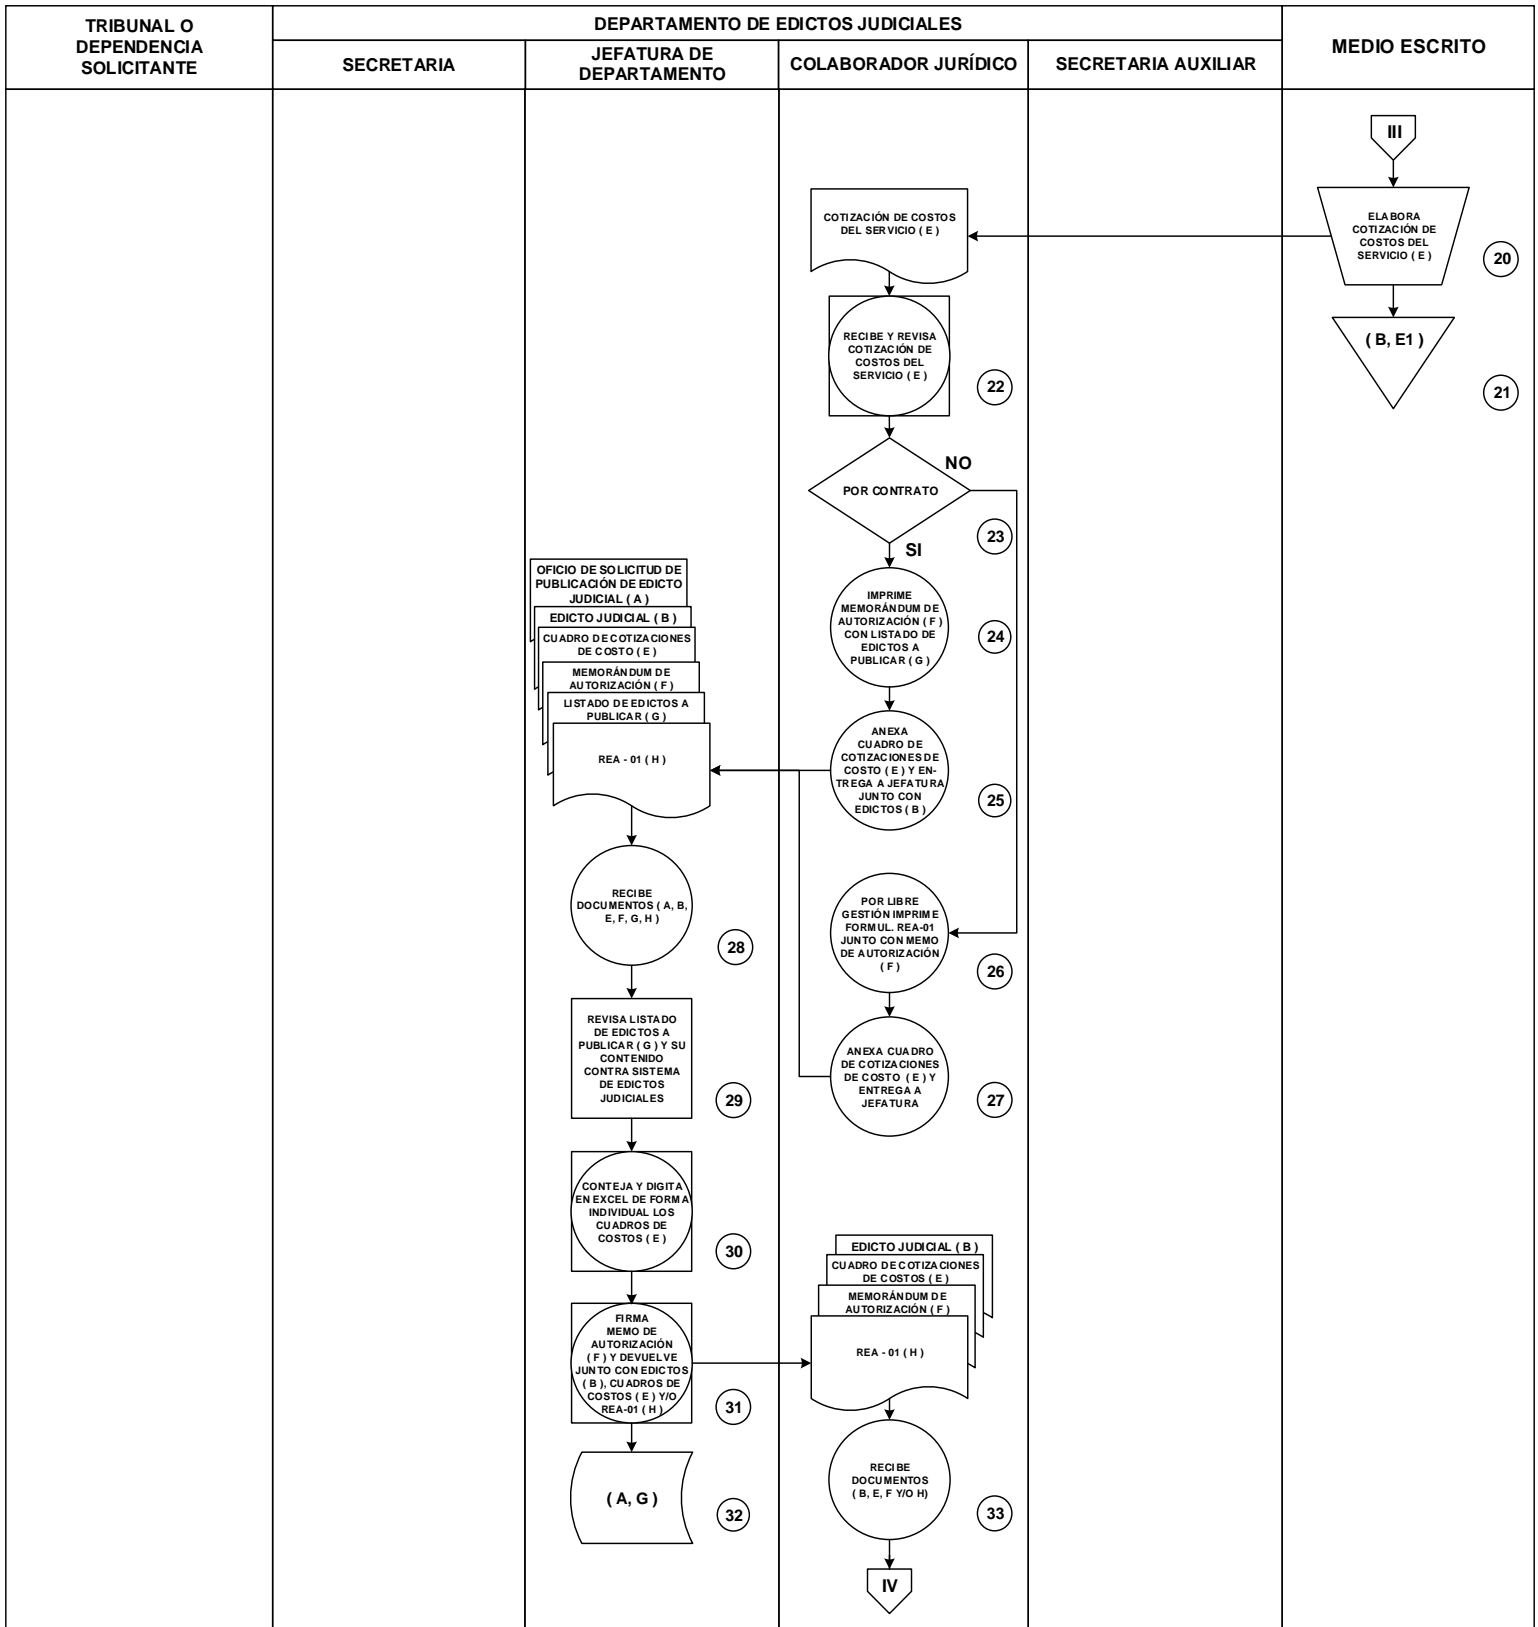 TRIBUNAL O
DEPENDENCIA
SOLICITANTE
DEPARTAMENTO DE EDICTOS JUDICIALES
SECRETARIA
JEFATURA DE
DEPARTAMENTO
COLABORADOR JURÍDICO
SECRETARIA AUXILIAR
MEDIO ESCRITO
III
ELABORA
COTIZACIÓN DE
COSTOS DEL
SERVICIO ( E )
20
( B, E1 )
21
COTIZACIÓN DE COSTOS
DEL SERVICIO ( E )
RECIBE Y REVISA
COTIZACIÓN DE
COSTOS DEL
SERVICIO ( E )
22
POR CONTRATO
NO
23
SI
IMPRIME
MEMORÁNDUM DE
AUTORIZACIÓN ( F )
CON LISTADO DE
EDICTOS A
PUBLICAR ( G )
24
ANEXA
CUADRO DE
COTIZACIONES DE
COSTO ( E ) Y EN-
TREGA A JEFATURA
JUNTO CON
EDICTOS ( B )
25
POR LIBRE
GESTIÓN IMPRIME
FORMUL. REA-01
JUNTO CON MEMO
DE AUTORIZACIÓN
( F )
26
ANEXA CUADRO
DE COTIZACIONES
DE COSTO ( E ) Y
ENTREGA A
JEFATURA
27
OFICIO DE SOLICITUD DE
PUBLICACIÓN DE EDICTO
JUDICIAL ( A )
EDICTO JUDICIAL ( B )
CUADRO DE COTIZACIONES
DE COSTO ( E )
MEMORÁNDUM DE
AUTORIZACIÓN ( F )
LISTADO DE EDICTOS A
PUBLICAR ( G )
REA - 01 ( H )
RECIBE
DOCUMENTOS ( A, B,
E, F, G, H )
28
REVISA LISTADO
DE EDICTOS A
PUBLICAR ( G ) Y SU
CONTENIDO
CONTRA SISTEMA
DE EDICTOS
JUDICIALES
29
CONTEJA Y DIGITA
EN EXCEL DE FORMA
INDIVIDUAL LOS
CUADROS DE
COSTOS ( E )
30
FIRMA
MEMO DE
AUTORIZACIÓN
( F ) Y DEVUELVE
JUNTO CON EDICTOS
( B ), CUADROS DE
COSTOS ( E ) Y/O
REA-01 ( H )
31
( A, G )
32
EDICTO JUDICIAL ( B )
CUADRO DE COTIZACIONES
DE COSTOS ( E )
MEMORÁNDUM DE
AUTORIZACIÓN ( F )
REA - 01 ( H )
RECIBE
DOCUMENTOS
( B, E, F Y/O H)
33
IV